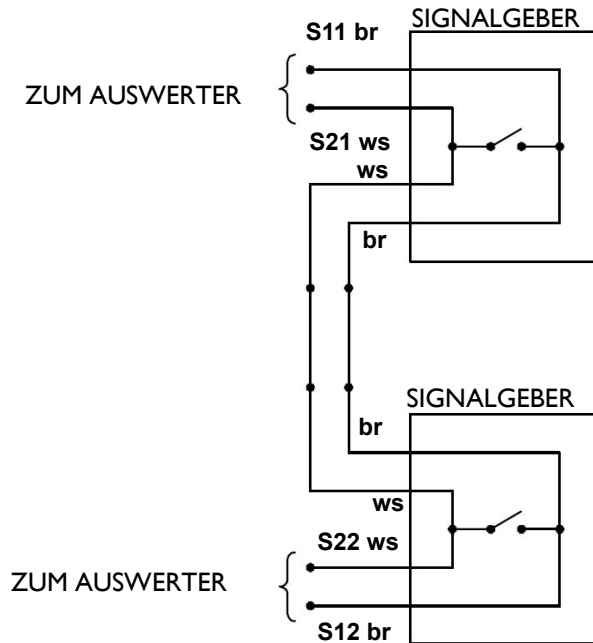 SIGNALGEBER
S11 br
ZUM AUSWERTER
S21 ws
ws
br
SIGNALGEBER
br
ws
S22 ws
ZUM AUSWERTER
S12 br